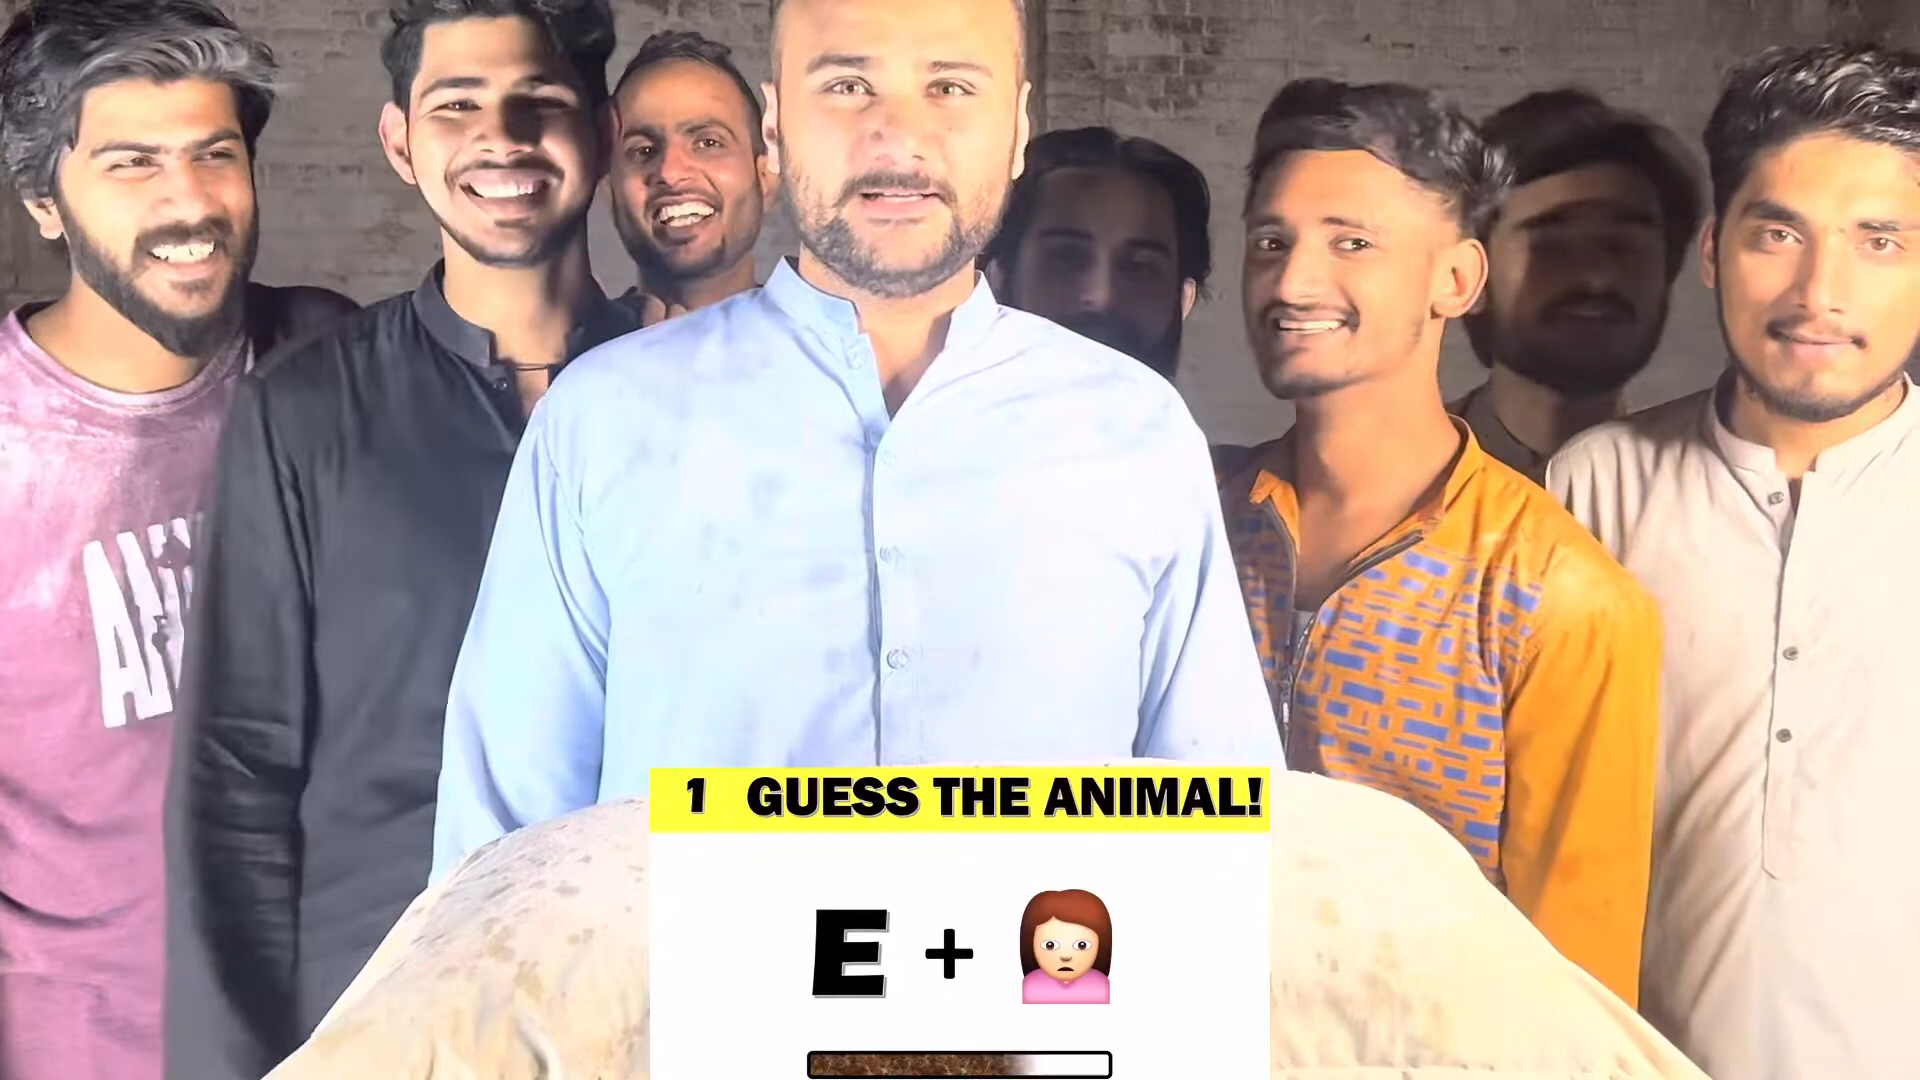 1 GUESS THE ANIMAL!
E +